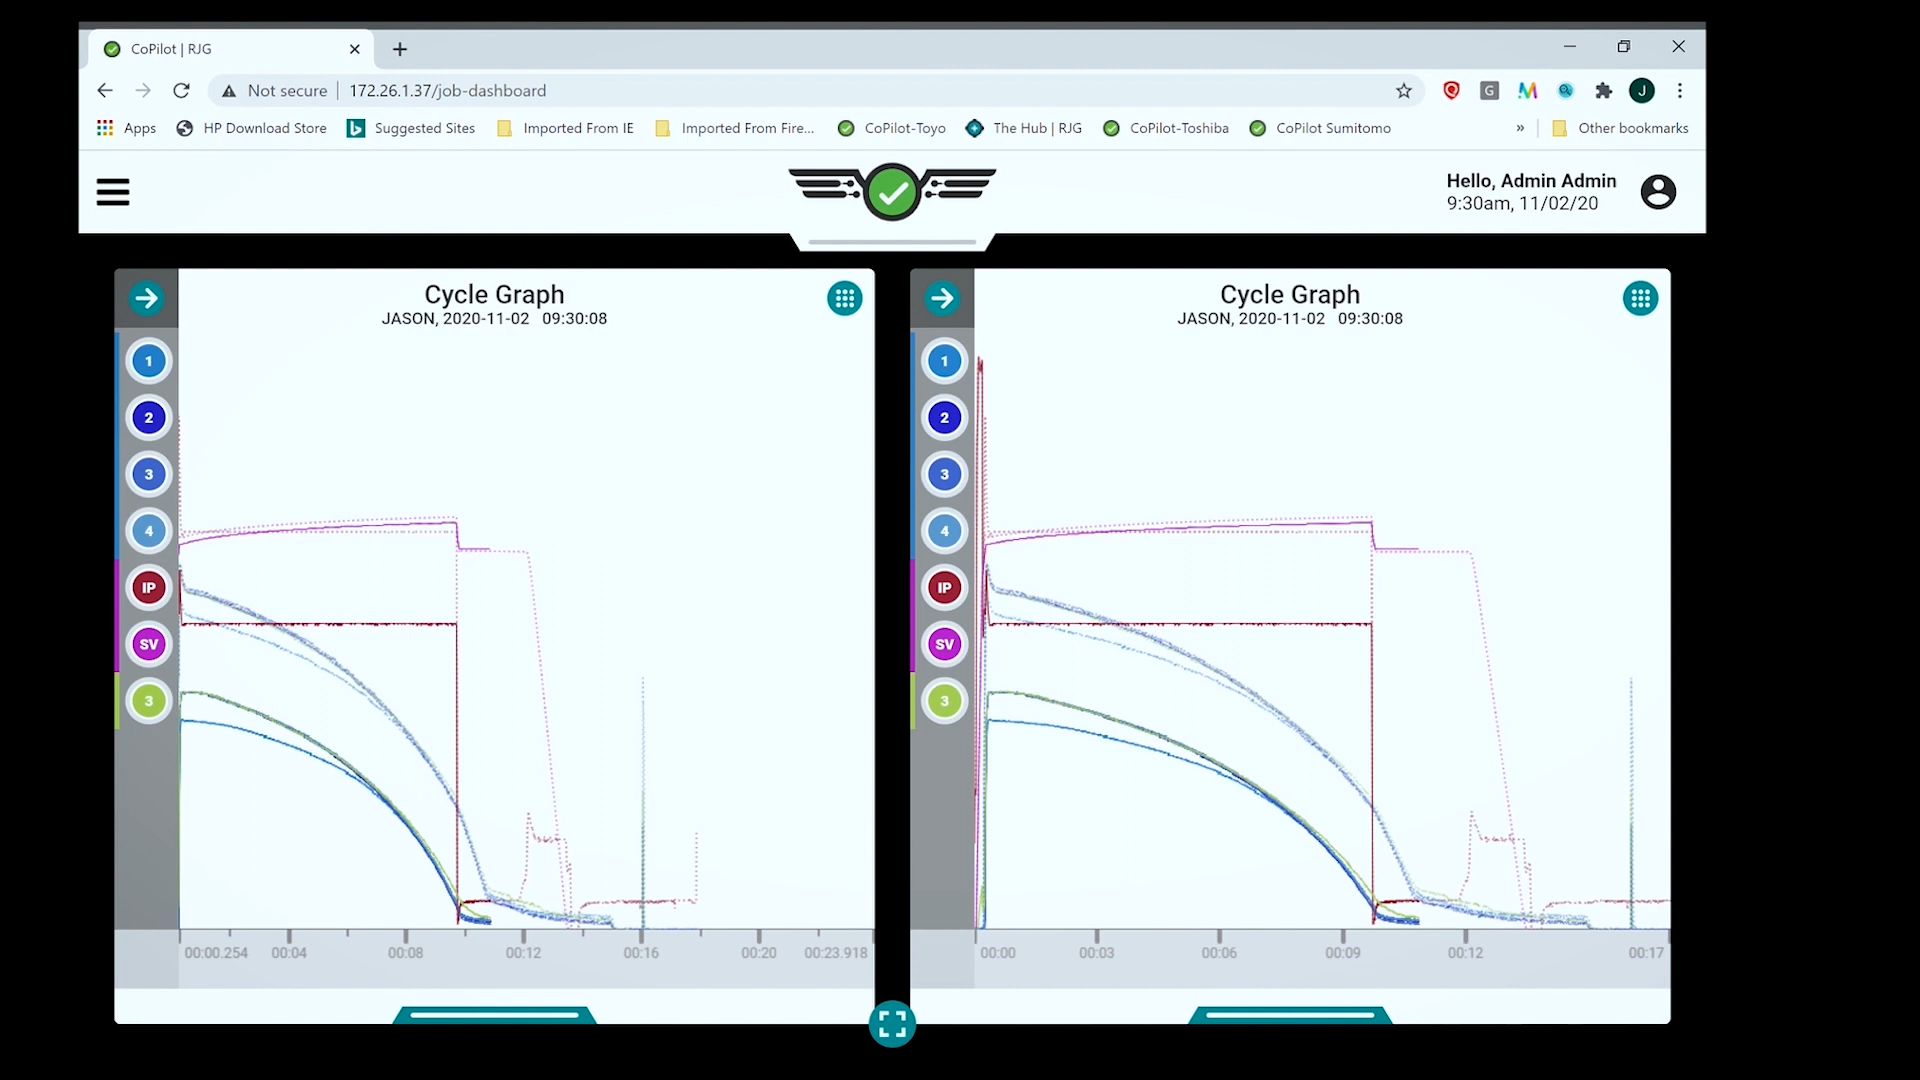 CoPilot | RJG
Not secure
172.26.1.37/job-dashboard
G
M
J
Apps
HP Download Store
Suggested Sites
Imported From IE
Imported From Fire...
CoPilot-Toyo
The Hub | RJG
CoPilot-Toshiba
CoPilot Sumitomo
»
Other bookmarks
Hello, Admin Admin
9:30am, 11/02/20
Cycle Graph
JASON, 2020-11-02 09:30:08
1
2
3
4
IP
SV
3
00:00.254 00:04 00:08 00:12 00:16 00:20 00:23.918
Cycle Graph
JASON, 2020-11-02 09:30:08
1
2
3
4
IP
SV
3
00:00 00:03 00:06 00:09 00:12 00:17